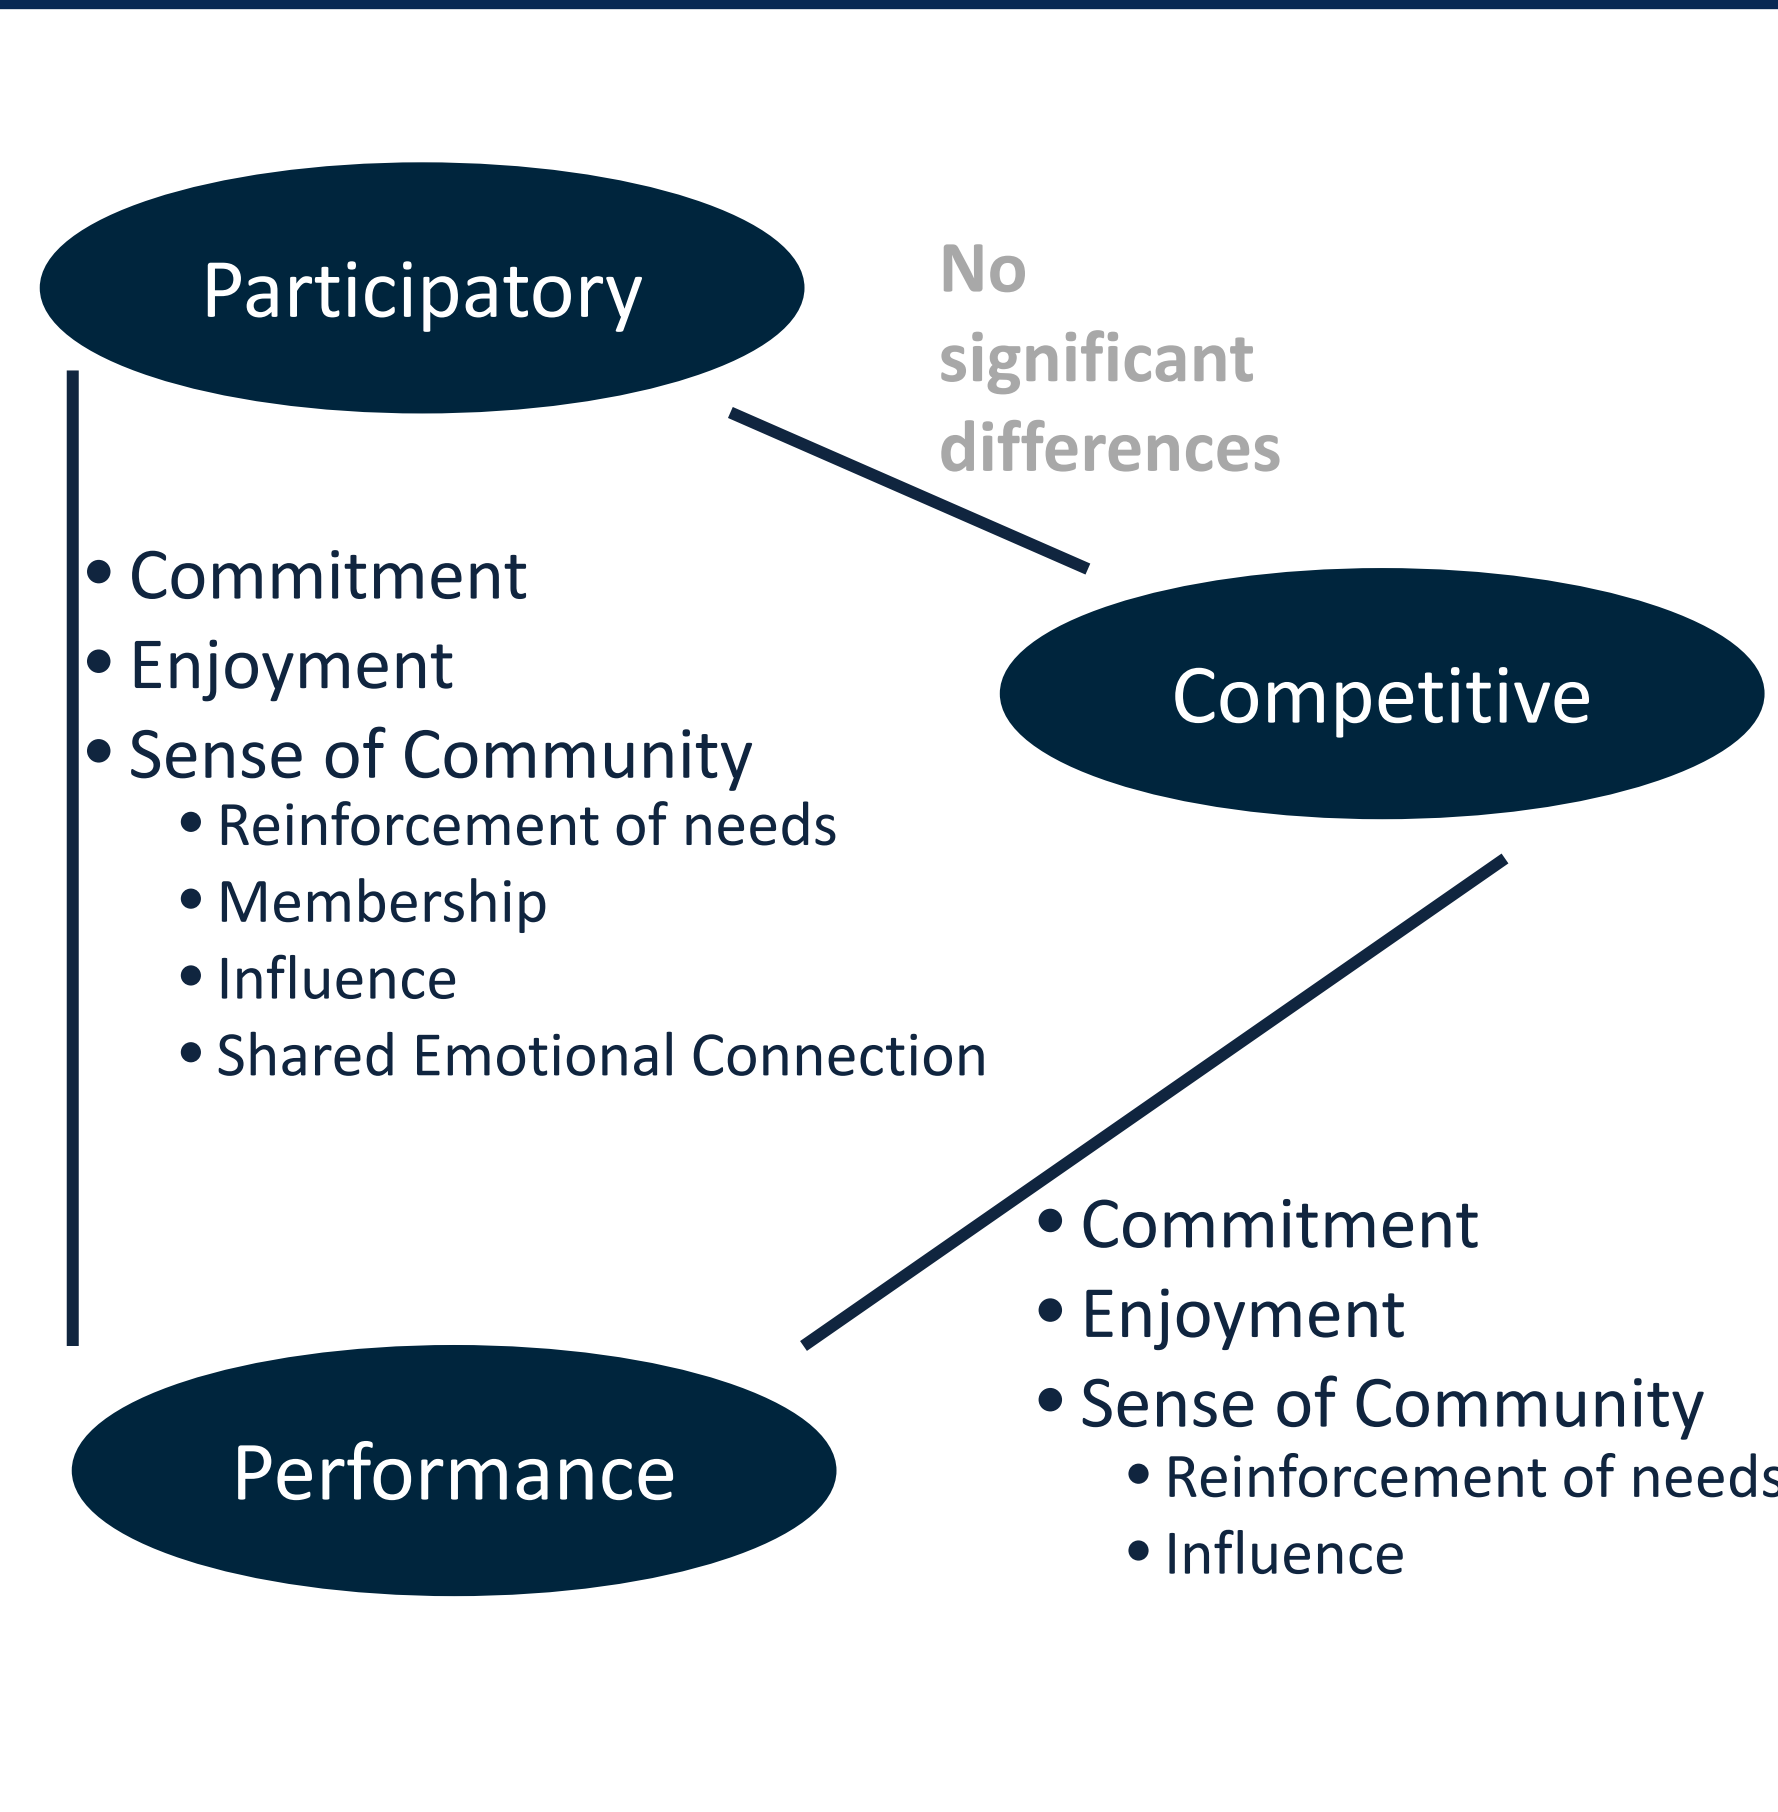 Participatory
No
significant
differences
• Commitment
• Enjoyment
• Sense of Community
• Reinforcement of needs
• Membership
• Influence
• Shared Emotional Connection
Competitive
Performance
• Commitment
• Enjoyment
• Sense of Community
• Reinforcement of needs
• Influence